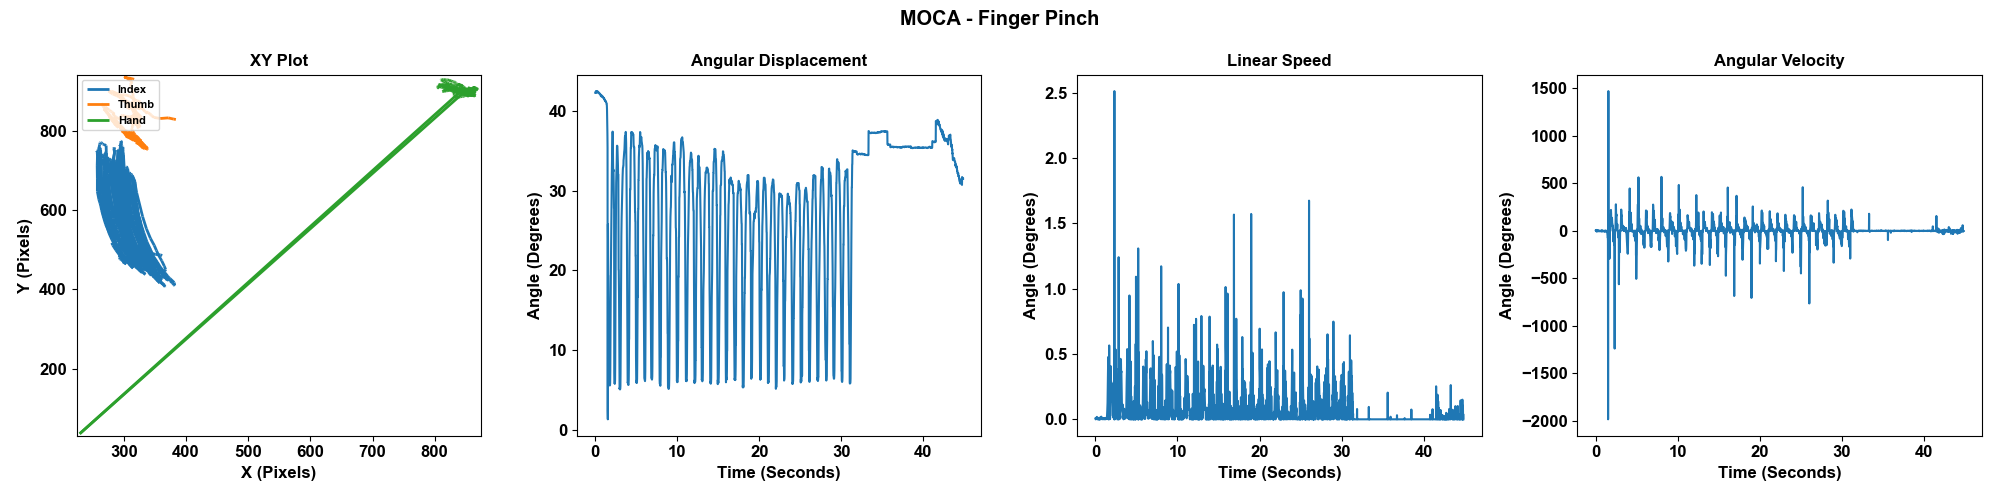 MOCA - Finger Pinch
XY Plot
Index
Thumb
Hand
Y (Pixels)
800
600
400
200
300 400 500 600 700 800
X (Pixels)
Angular Displacement
Angle (Degrees)
40
30
20
10
0
0 10 20 30 40
Time (Seconds)
Linear Speed
Angle (Degrees)
2.5
2.0
1.5
1.0
0.5
0.0
0 10 20 30 40
Time (Seconds)
Angular Velocity
Angle (Degrees)
1500
1000
500
0
−500
−1000
−1500
−2000
0 10 20 30 40
Time (Seconds)